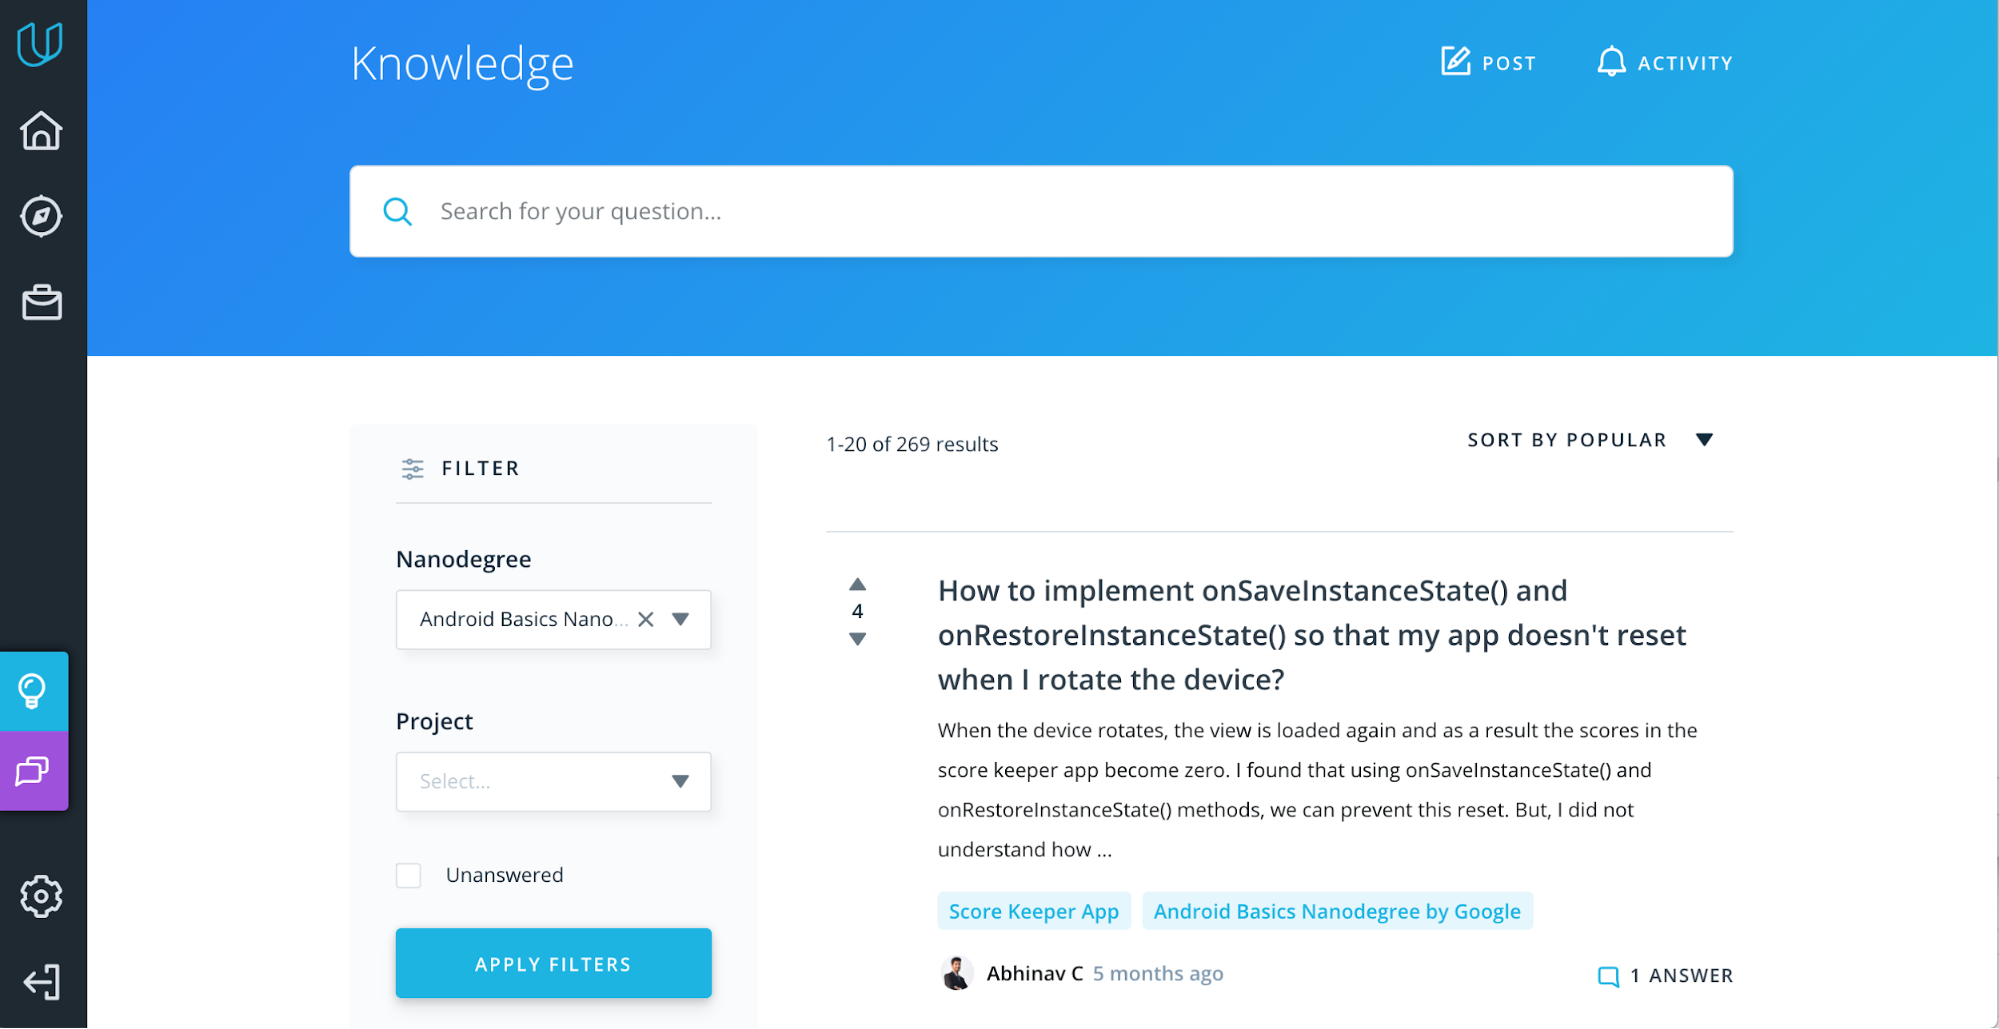 Knowledge
POST
ACTIVITY
Search for your question...
FILTER
Nanodegree
Android Basics Nano...
Project
Select...
Unanswered
APPLY FILTERS
1-20 of 269 results
SORT BY POPULAR
4
How to implement onSaveInstanceState() and
onRestoreInstanceState() so that my app doesn't reset
when I rotate the device?
When the device rotates, the view is loaded again and as a result the scores in the
score keeper app become zero. I found that using onSaveInstanceState() and
onRestoreInstanceState() methods, we can prevent this reset. But, I did not
understand how ...
Score Keeper App
Android Basics Nanodegree by Google
Abhinav C 5 months ago
1 ANSWER